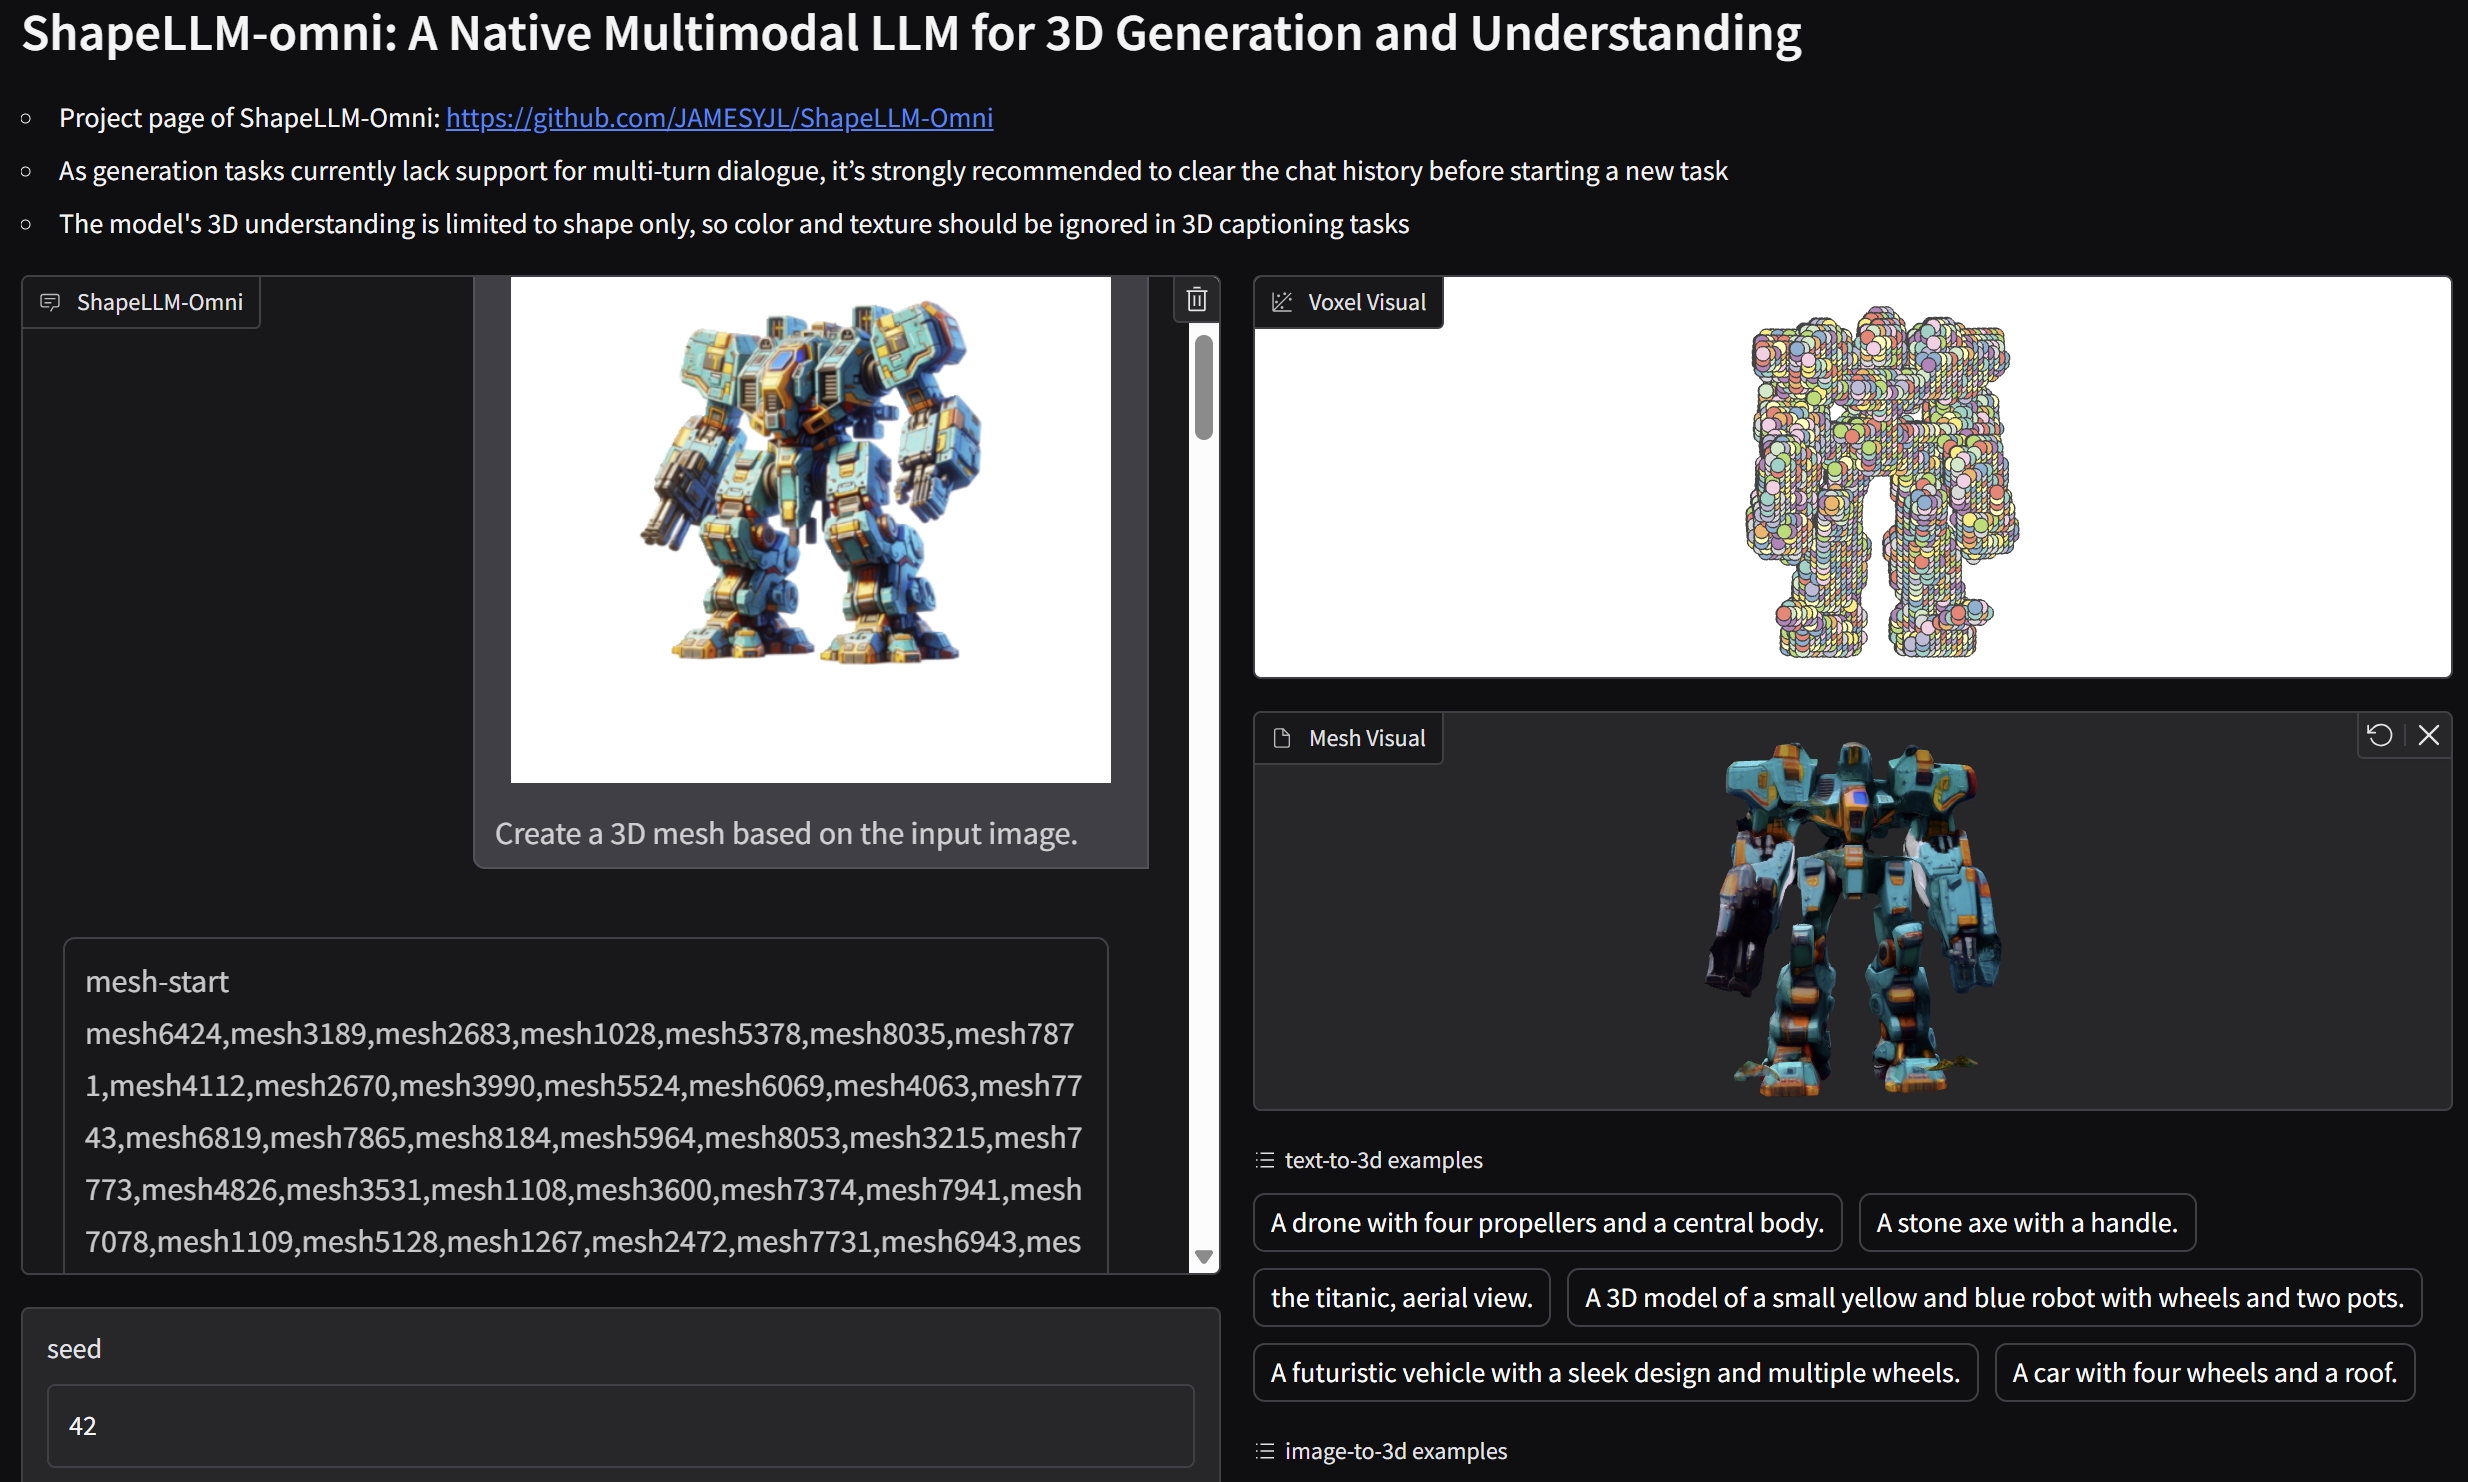 ShapeLLM-omni: A Native Multimodal LLM for 3D Generation and Understanding
Project page of ShapeLLM-Omni: https://github.com/JAMESYJL/ShapeLLM-Omni
As generation tasks currently lack support for multi-turn dialogue, it’s strongly recommended to clear the chat history before starting a new task
The model's 3D understanding is limited to shape only, so color and texture should be ignored in 3D captioning tasks
ShapeLLM-Omni
Create a 3D mesh based on the input image.
mesh-start
mesh6424,mesh3189,mesh2683,mesh1028,mesh5378,mesh8035,mesh787
1,mesh4112,mesh2670,mesh3990,mesh5524,mesh6069,mesh4063,mesh77
43,mesh6819,mesh7865,mesh8184,mesh5964,mesh8053,mesh3215,mesh7
773,mesh4826,mesh3531,mesh1108,mesh3600,mesh7374,mesh7941,mesh
7078,mesh1109,mesh5128,mesh1267,mesh2472,mesh7731,mesh6943,mes
seed
42
Voxel Visual
Mesh Visual
text-to-3d examples
A drone with four propellers and a central body.
A stone axe with a handle.
the titanic, aerial view.
A 3D model of a small yellow and blue robot with wheels and two pots.
A futuristic vehicle with a sleek design and multiple wheels.
A car with four wheels and a roof.
image-to-3d examples